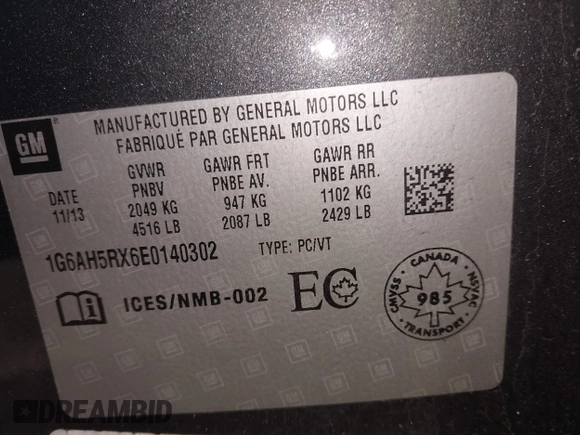 MANUFACTURED BY GENERAL MOTORS LLC
FABRIQUÉ PAR GENERAL MOTORS LLC
GM
GVWR GAWR FRT GAWR RR
DATE PNBV PNBE AV. PNBE ARR.
11/13 2049 KG 947 KG 1102 KG
4516 LB 2087 LB 2429 LB
1G6AH5RX6E0140302 TYPE: PC/VT
ICES/NMB-002 EC
CANADA
CMVSS 985 NSVAC
TRANSPORT
DREAMBID